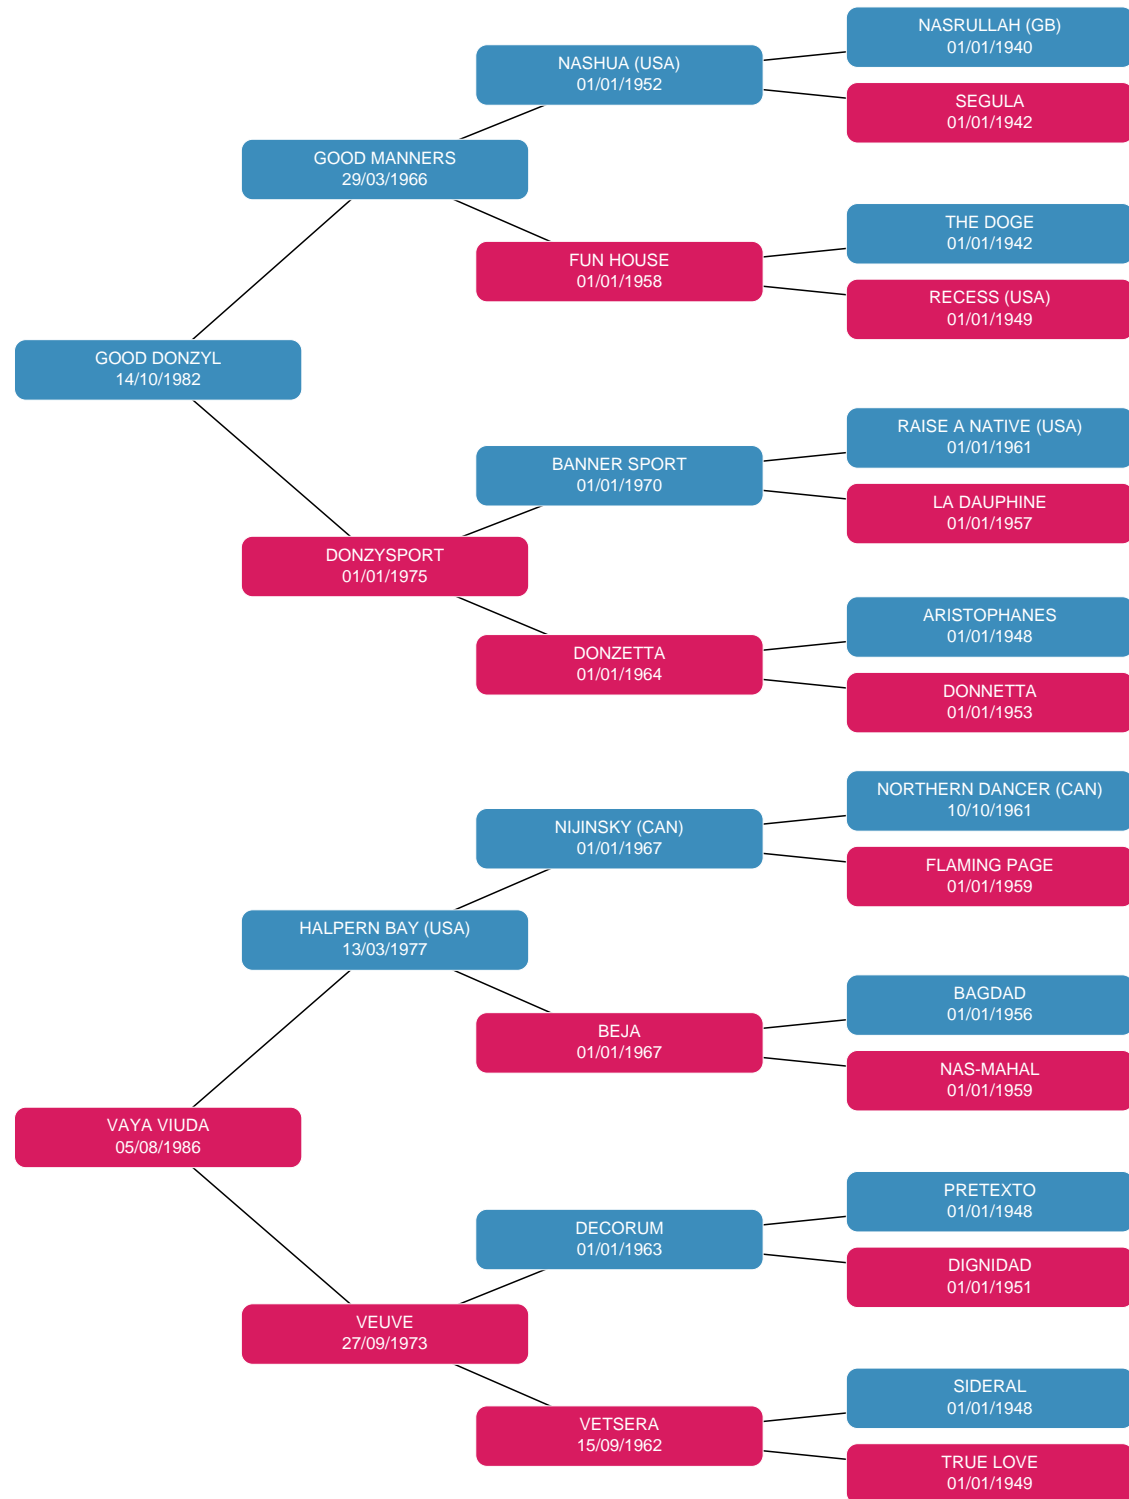 NASRULLAH (GB)
01/01/1940
NASHUA (USA)
01/01/1952
SEGULA
01/01/1942
GOOD MANNERS
29/03/1966
THE DOGE
01/01/1942
FUN HOUSE
01/01/1958
RECESS (USA)
01/01/1949
GOOD DONZYL
14/10/1982
RAISE A NATIVE (USA)
01/01/1961
BANNER SPORT
01/01/1970
LA DAUPHINE
01/01/1957
DONZYSPORT
01/01/1975
ARISTOPHANES
01/01/1948
DONZETTA
01/01/1964
DONNETTA
01/01/1953
NORTHERN DANCER (CAN)
10/10/1961
NIJINSKY (CAN)
01/01/1967
FLAMING PAGE
01/01/1959
HALPERN BAY (USA)
13/03/1977
BAGDAD
01/01/1956
BEJA
01/01/1967
NAS-MAHAL
01/01/1959
VAYA VIUDA
05/08/1986
PRETEXTO
01/01/1948
DECORUM
01/01/1963
DIGNIDAD
01/01/1951
VEUVE
27/09/1973
SIDERAL
01/01/1948
VETSERA
15/09/1962
TRUE LOVE
01/01/1949